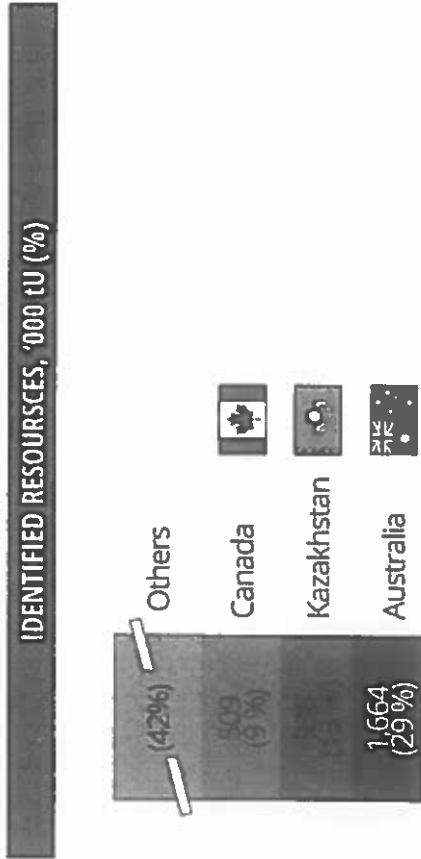 IDENTIFIED RESOURSCES, '000 tU (%)
(42%)
Others
509
(9 %)
Canada
Kazakhstan
1,664
(29 %)
Australia